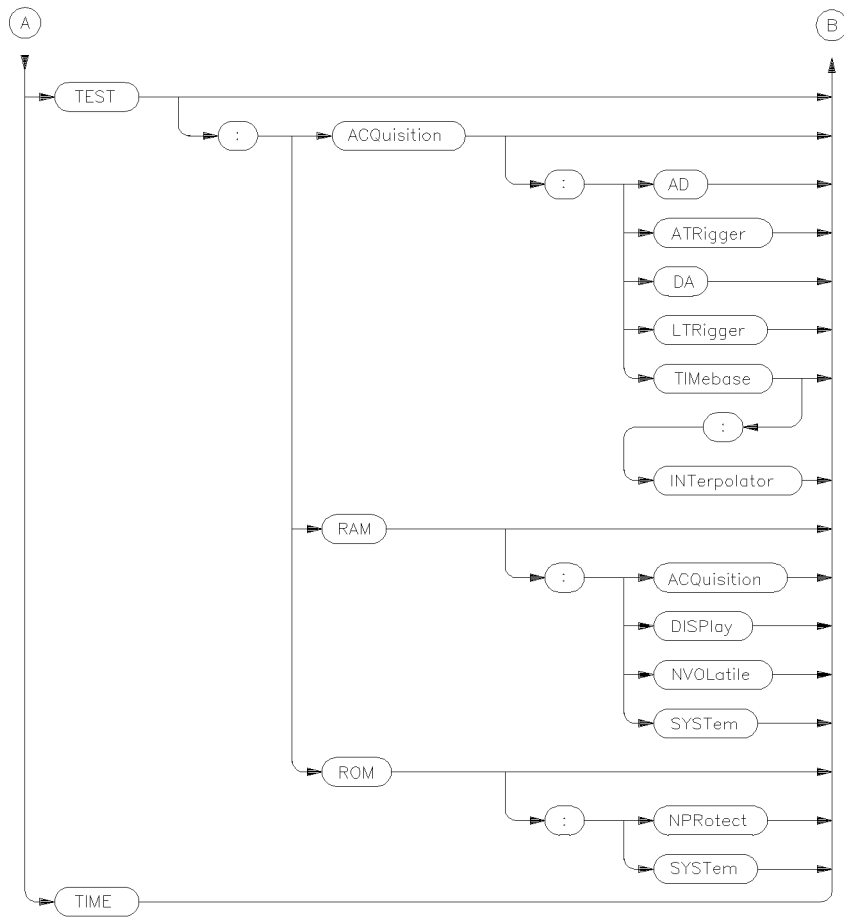 A
B
TEST
: ACQuisition
: AD
ATRigger
DA
LTRigger
TIMebase
:
INTerpolator
RAM
: ACQuisition
DISPlay
NVOLatile
SYSTem
ROM
: NPRotect
SYSTem
TIME